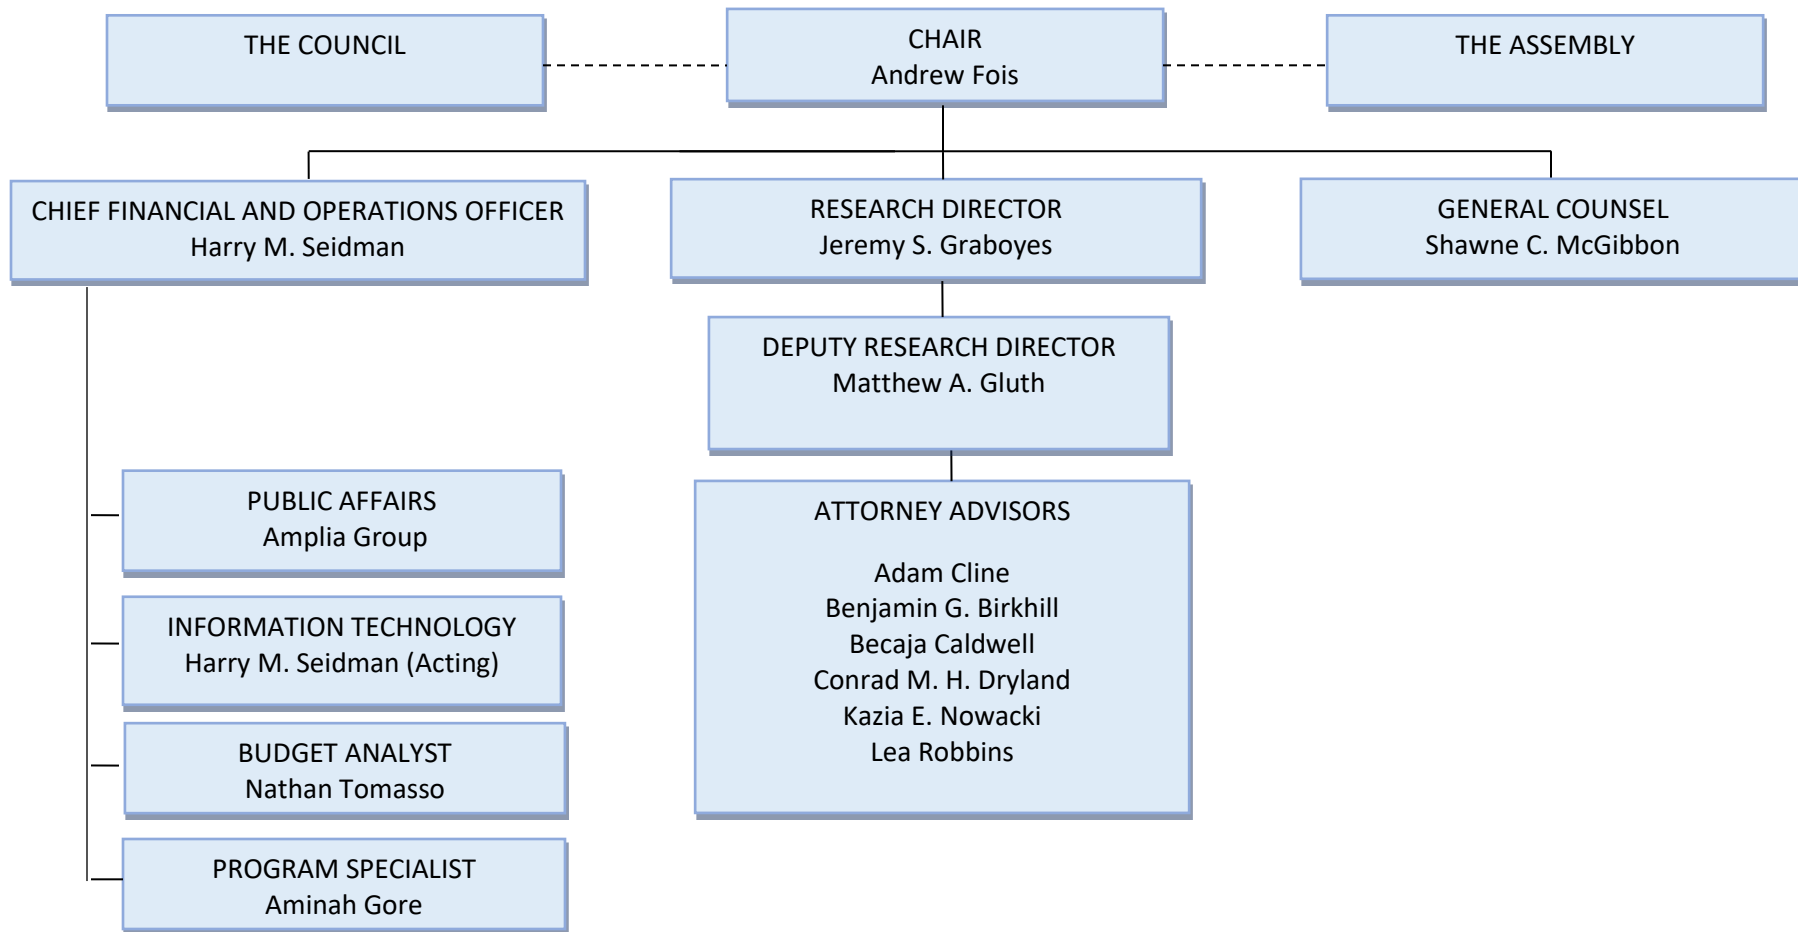 THE COUNCIL
CHAIR
Andrew Fois
THE ASSEMBLY
CHIEF FINANCIAL AND OPERATIONS OFFICER
Harry M. Seidman
RESEARCH DIRECTOR
Jeremy S. Graboyes
GENERAL COUNSEL
Shawne C. McGibbon
DEPUTY RESEARCH DIRECTOR
Matthew A. Gluth
PUBLIC AFFAIRS
Amplia Group
INFORMATION TECHNOLOGY
Harry M. Seidman (Acting)
BUDGET ANALYST
Nathan Tomasso
PROGRAM SPECIALIST
Aminah Gore
ATTORNEY ADVISORS
Adam Cline
Benjamin G. Birkhill
Becaja Caldwell
Conrad M. H. Dryland
Kazia E. Nowacki
Lea Robbins